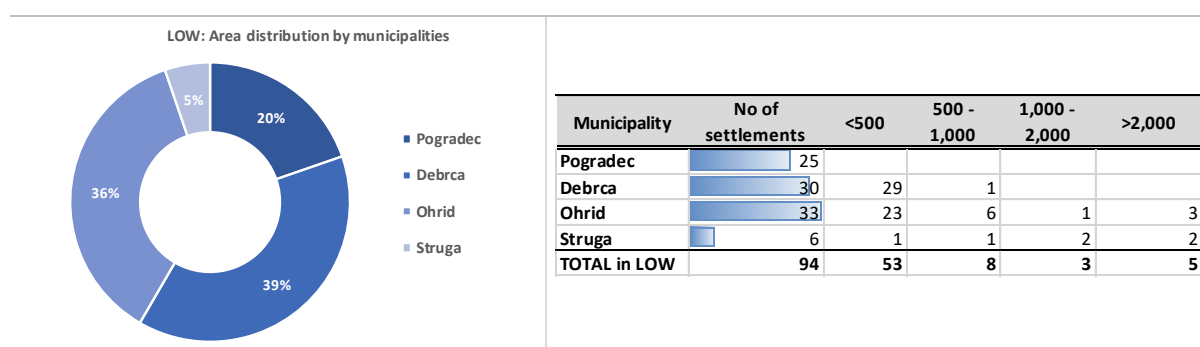 LOW: Area distribution by municipalities
5%
20%
36%
39%
Pogradec
Debrca
Ohrid
Struga
Municipality No of settlements <500 500 - 1,000 1,000 - 2,000 >2,000
Pogradec 25
Debrca 30 29 1
Ohrid 33 23 6 1 3
Struga 6 1 1 2 2
TOTAL in LOW 94 53 8 3 5